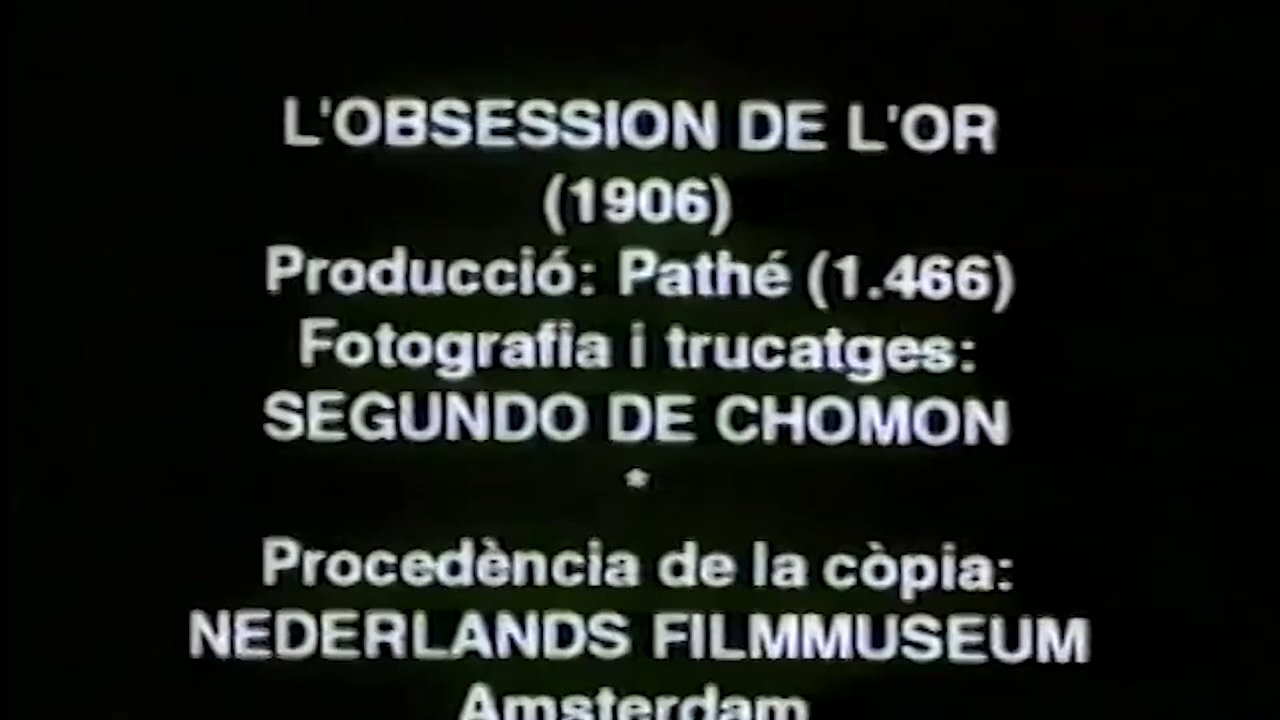 L'OBSESSION DE L'OR
(1906)
Producció: Pathé (1.466)
Fotografia i trucatges:
SEGUNDO DE CHOMON
*
Procedència de la còpia:
NEDERLANDS FILMMUSEUM
Amsterdam